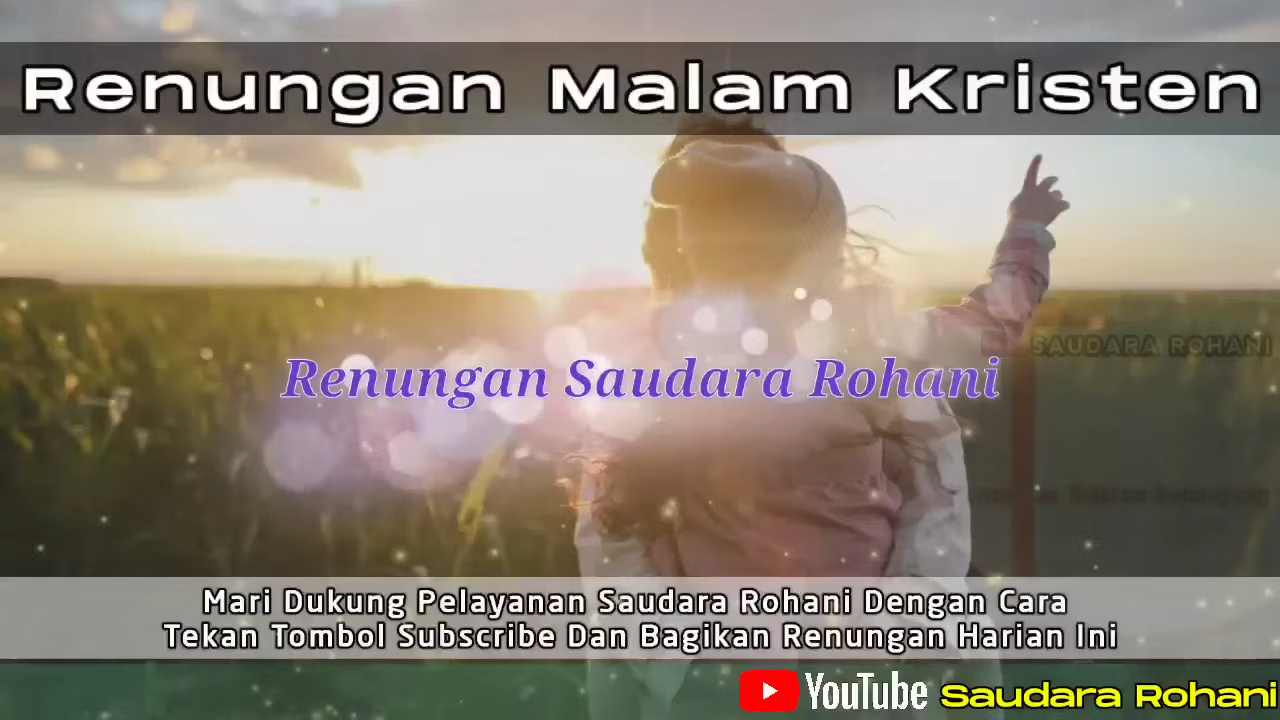 Renungan Malam Kristen
SAUDARA ROHANI
Renungan Saudara Rohani
Mari Dukung Pelayanan Saudara Rohani Dengan Cara
Tekan Tombol Subscribe Dan Bagikan Renungan Harian Ini
YouTube Saudara Rohani